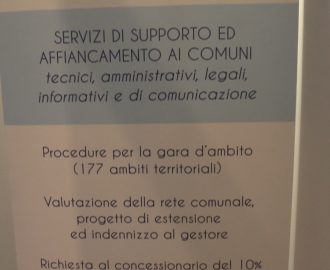 SERVIZI DI SUPPORTO ED
AFFIANCAMENTO AI COMUNI
tecnici, amministrativi, legali,
informativi e di comunicazione
Procedure per la gara d'ambito
(177 ambiti territoriali)
Valutazione della rete comunale,
progetto di estensione
ed indennizzo al gestore
Richiesta al concessionario del 10%